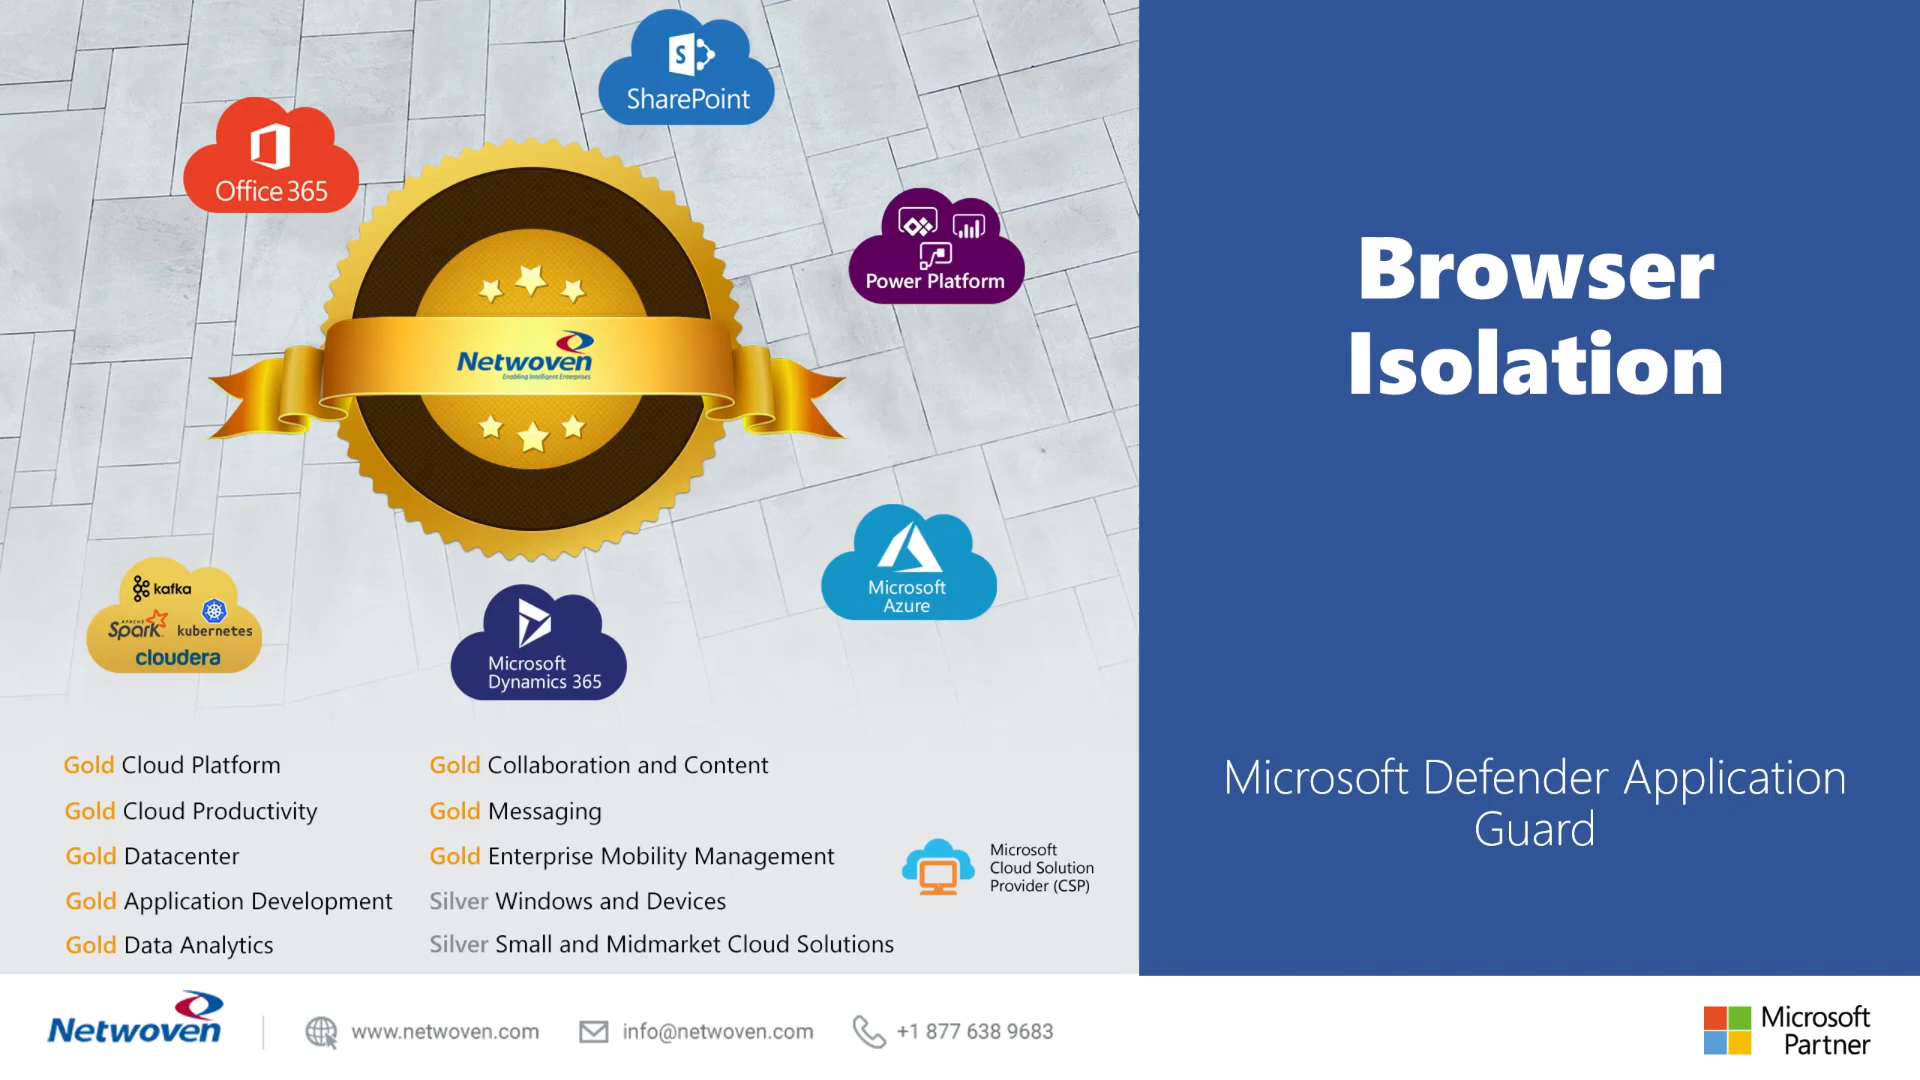 SharePoint
Office 365
Power Platform
Netwoven
Enabling Intelligent Enterprises
Microsoft
Azure
kafka
APACHE
Spark
kubernetes
cloudera
Microsoft
Dynamics 365
Gold Cloud Platform
Gold Cloud Productivity
Gold Datacenter
Gold Application Development
Gold Data Analytics
Gold Collaboration and Content
Gold Messaging
Gold Enterprise Mobility Management
Silver Windows and Devices
Silver Small and Midmarket Cloud Solutions
Microsoft
Cloud Solution
Provider (CSP)
Browser
Isolation
Microsoft Defender Application
Guard
Netwoven
www.netwoven.com
info@netwoven.com
+1 877 638 9683
Microsoft
Partner